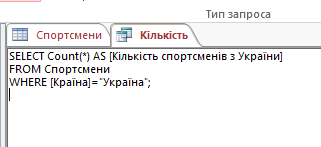 Тип запроса
Спортсмени Кількість
SELECT Count(*) AS [Кількість спортсменів з України]
FROM Спортсмени
WHERE [Країна]="Україна";